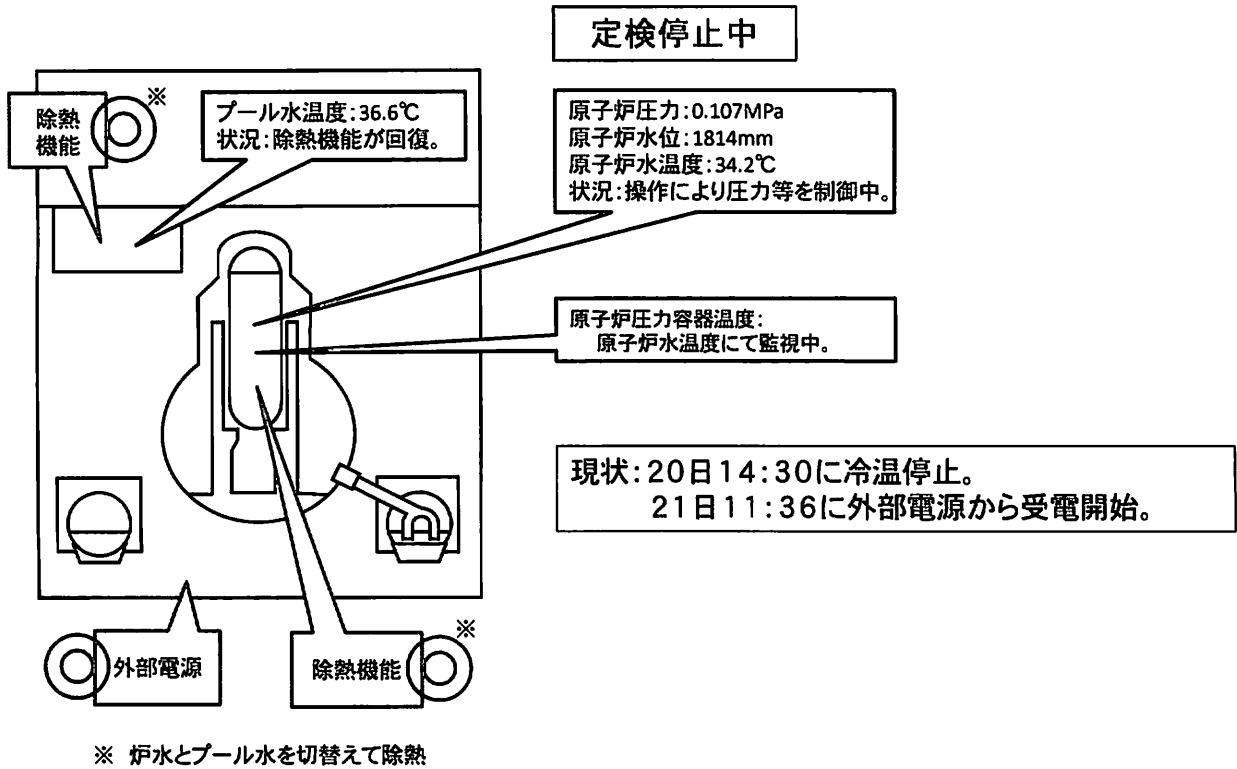 定検停止中
※
除熱
機能
プール水温度:36.6℃
状況:除熱機能が回復。
原子炉圧力:0.107MPa
原子炉水位:1814mm
原子炉水温度:34.2℃
状況:操作により圧力等を制御中。
原子炉圧力容器温度:
原子炉水温度にて監視中。
現状:20日14:30に冷温停止。
21日11:36に外部電源から受電開始。
外部電源
除熱機能
※
※ 炉水とプール水を切替えて除熱